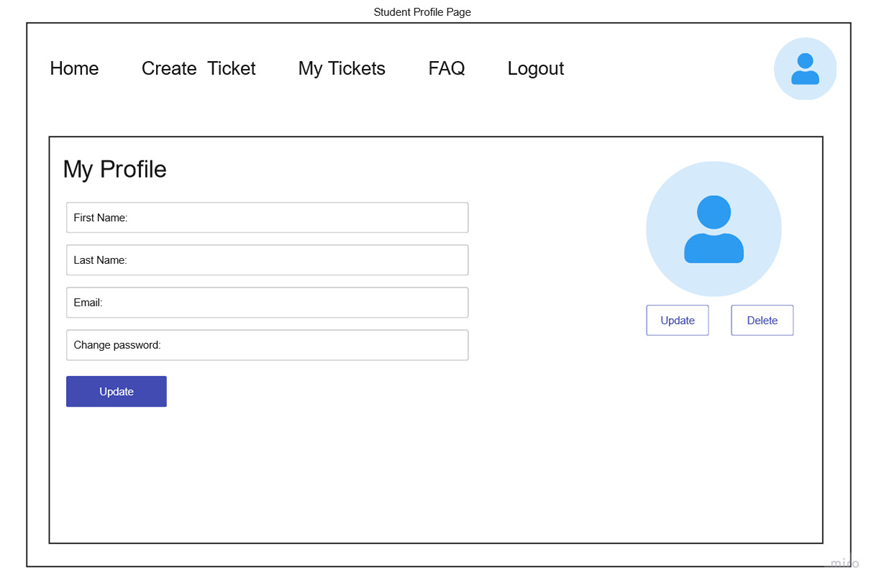 Student Profile Page
Home Create Ticket My Tickets FAQ Logout
My Profile
First Name:
Last Name:
Email:
Change password:
Update
Update Delete
miro